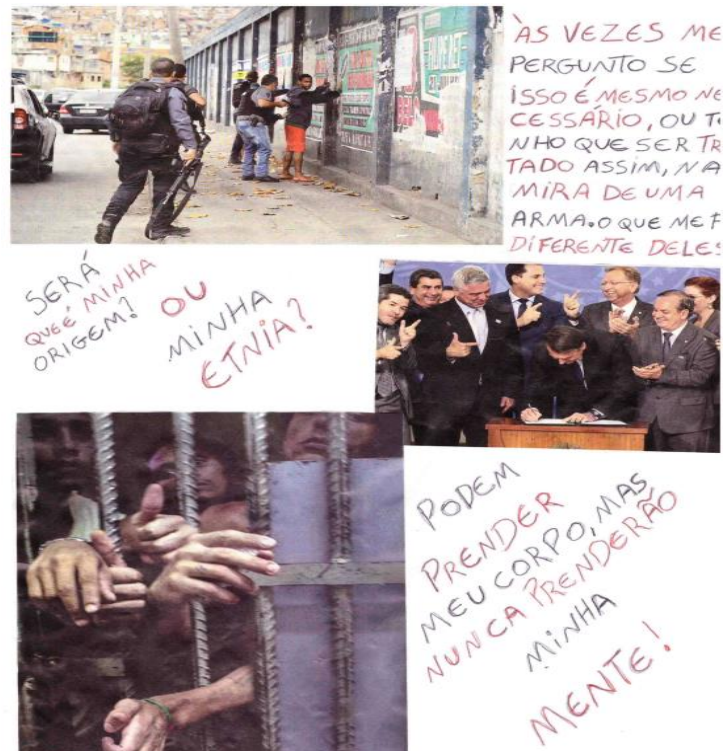 ÀS VEZES ME
PERGUNTO SE
ISSO É MESMO NE
CESSÁRIO, OU T
NHO QUE SER TR
TADO ASSIM, NA
MIRA DE UMA
ARMA. O QUE ME F
DIFERENTE DELES
SERÁ
QUE É MINHA
ORIGEM?
OU
MINHA
ETNIA?
PODEM
PRENDER
MEU CORPO, MAS
NUNCA PRENDERÃO
MINHA
MENTE!